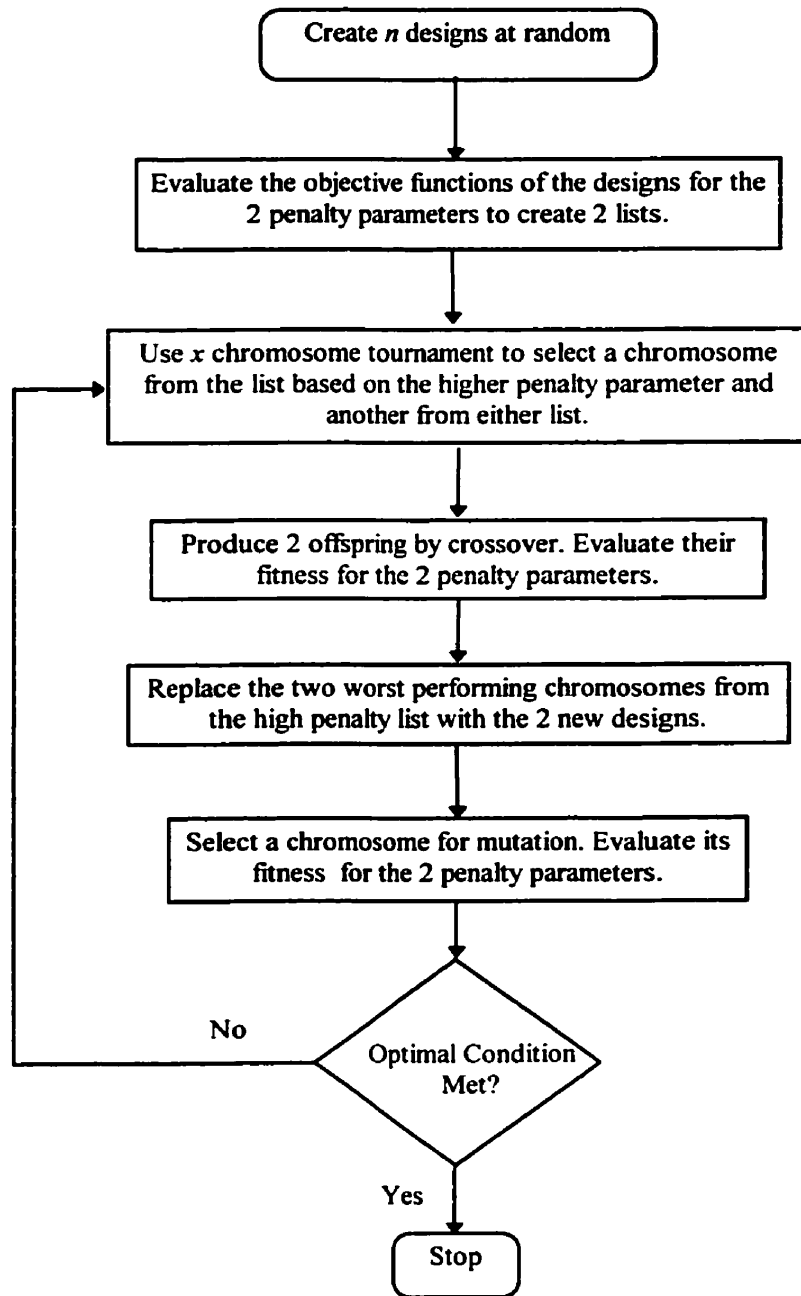 Create n designs at random
Evaluate the objective functions of the designs for the
2 penalty parameters to create 2 lists.
Use x chromosome tournament to select a chromosome
from the list based on the higher penalty parameter and
another from either list.
Produce 2 offspring by crossover. Evaluate their
fitness for the 2 penalty parameters.
Replace the two worst performing chromosomes from
the high penalty list with the 2 new designs.
Select a chromosome for mutation. Evaluate its
fitness for the 2 penalty parameters.
No
Optimal Condition
Met?
Yes
Stop